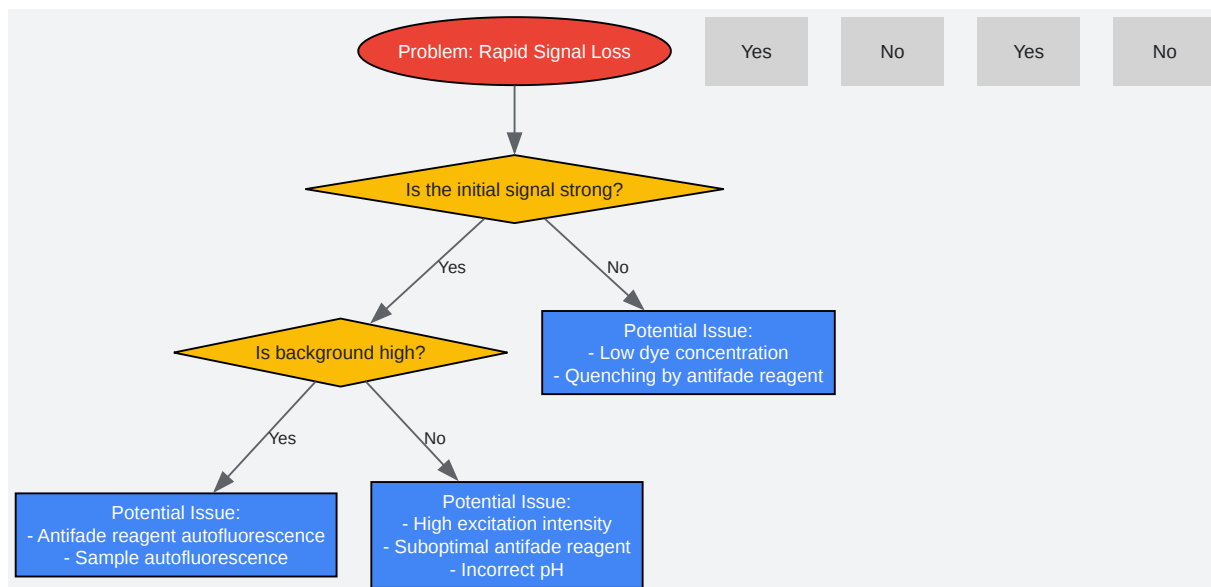 Problem: Rapid Signal Loss
Yes
No
Yes
No
Is the initial signal strong?
Yes
No
Is background high?
Potential Issue:
- Low dye concentration
- Quenching by antifade reagent
Yes
No
Potential Issue:
- Antifade reagent autofluorescence
- Sample autofluorescence
Potential Issue:
- High excitation intensity
- Suboptimal antifade reagent
- Incorrect pH